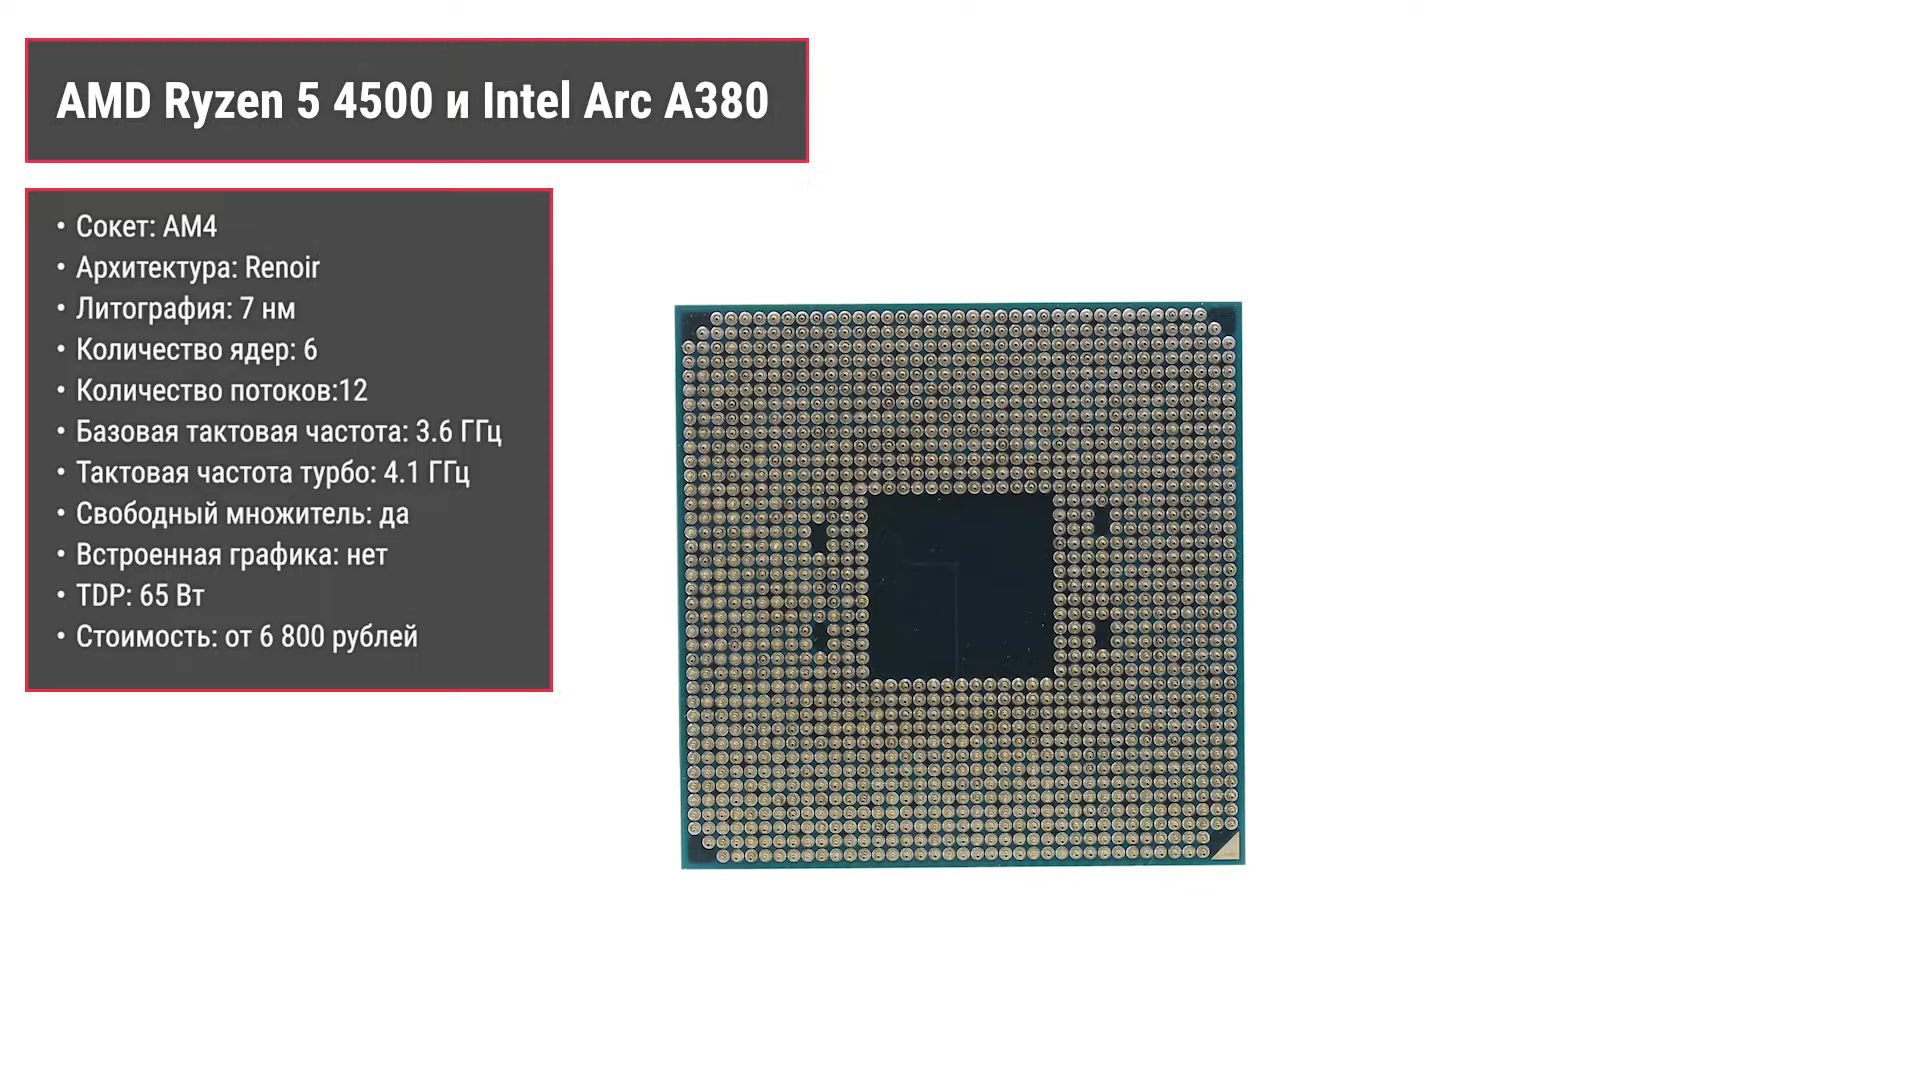 AMD Ryzen 5 4500 и Intel Arc A380
• Сокет: AM4
• Архитектура: Renoir
• Литография: 7 нм
• Количество ядер: 6
• Количество потоков:12
• Базовая тактовая частота: 3.6 ГГц
• Тактовая частота турбо: 4.1 ГГц
• Свободный множитель: да
• Встроенная графика: нет
• TDP: 65 Вт
• Стоимость: от 6 800 рублей